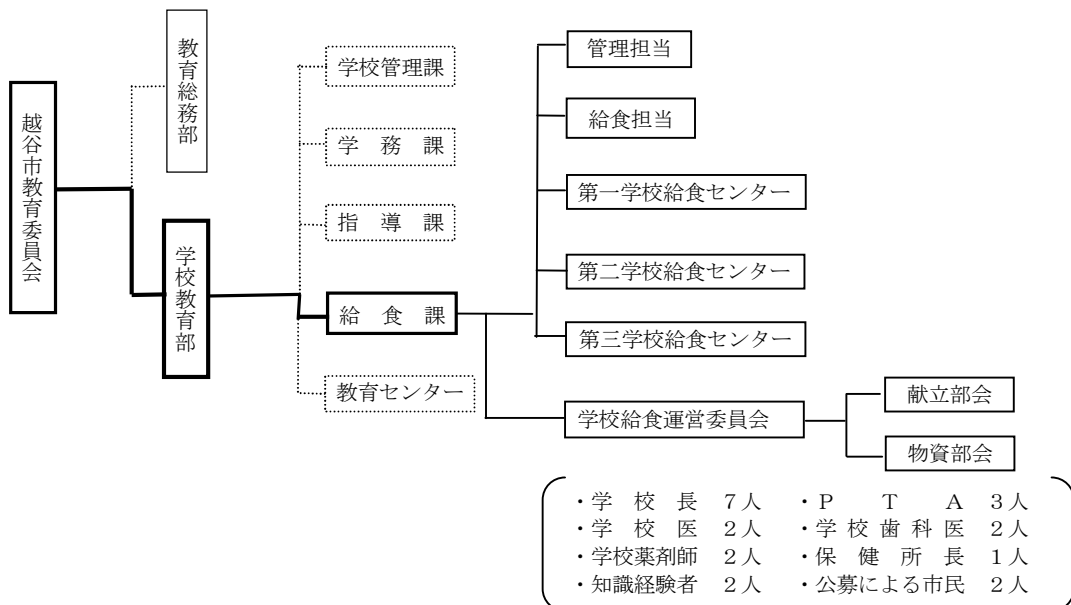 越谷市教育委員会
教育総務部
学校教育部
学校管理課
学　務　課
指　導　課
給　食　課
教育センター
管理担当
給食担当
第一学校給食センター
第二学校給食センター
第三学校給食センター
学校給食運営委員会
献立部会
物資部会
・学　校　長　７人　・Ｐ　Ｔ　Ａ　３人
・学　校　医　２人　・学 校 歯 科 医　２人
・学校薬剤師　２人　・保　健　所　長　１人
・知識経験者　２人　・公募による市民　２人